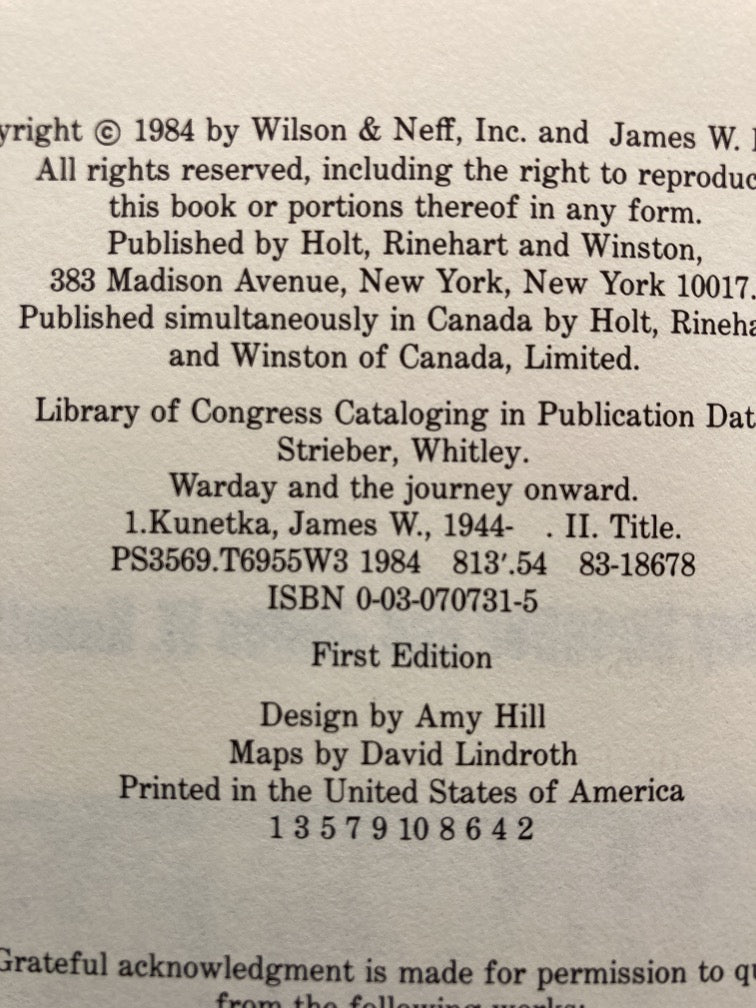 yright © 1984 by Wilson & Neff, Inc. and James W.
All rights reserved, including the right to reproduc
this book or portions thereof in any form.
Published by Holt, Rinehart and Winston,
383 Madison Avenue, New York, New York 10017.
Published simultaneously in Canada by Holt, Rineha
and Winston of Canada, Limited.
Library of Congress Cataloging in Publication Dat
Strieber, Whitley.
Warday and the journey onward.
1.Kunetka, James W., 1944- . II. Title.
PS3569.T6955W3 1984 813′.54 83-18678
ISBN 0-03-070731-5
First Edition
Design by Amy Hill
Maps by David Lindroth
Printed in the United States of America
1 3 5 7 9 10 8 6 4 2
Grateful acknowledgment is made for permission to qu
from the following works: